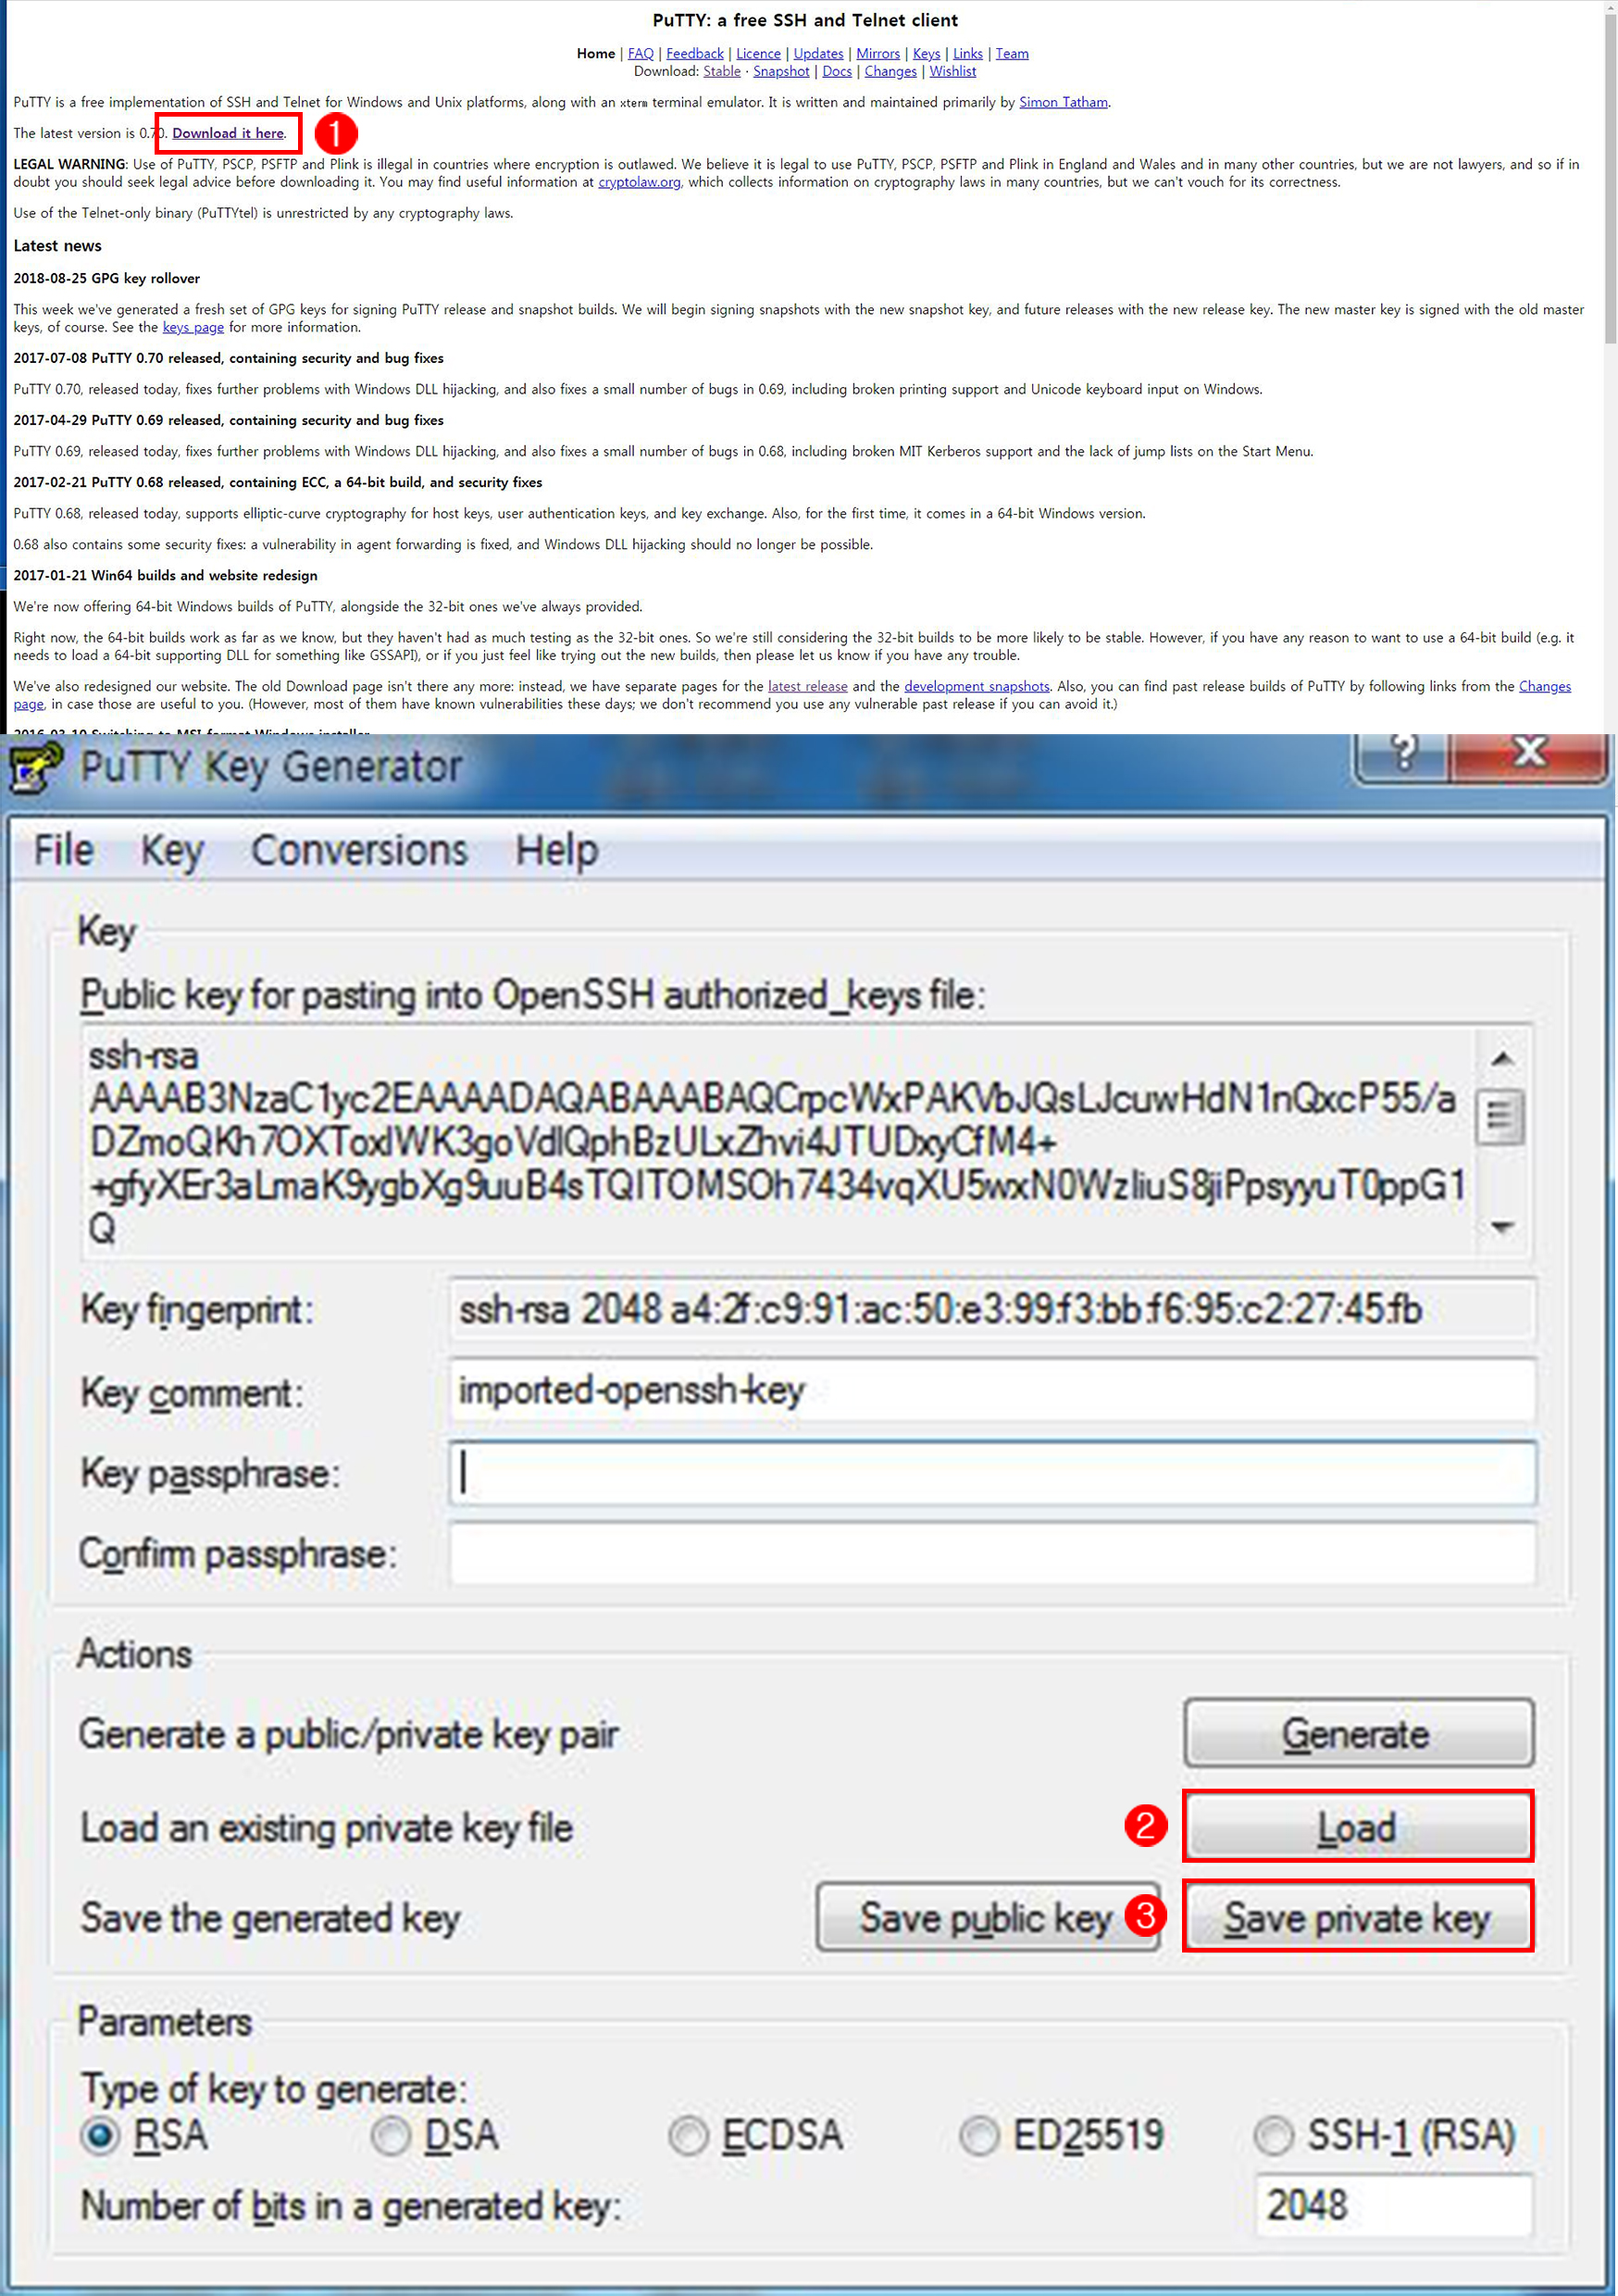 PuTTY: a free SSH and Telnet client
Home | FAQ | Feedback | Licence | Updates | Mirrors | Keys | Links | Team
Download: Stable · Snapshot | Docs | Changes | Wishlist
PuTTY is a free implementation of SSH and Telnet for Windows and Unix platforms, along with an xterm terminal emulator. It is written and maintained primarily by Simon Tatham.
The latest version is 0.70. Download it here.
1
LEGAL WARNING: Use of PuTTY, PSCP, PSFTP and Plink is illegal in countries where encryption is outlawed. We believe it is legal to use PuTTY, PSCP, PSFTP and Plink in England and Wales and in many other countries, but we are not lawyers, and so if in
doubt you should seek legal advice before downloading it. You may find useful information at cryptolaw.org, which collects information on cryptography laws in many countries, but we can't vouch for its correctness.
Use of the Telnet-only binary (PuTTYtel) is unrestricted by any cryptography laws.
Latest news
2018-08-25 GPG key rollover
This week we've generated a fresh set of GPG keys for signing PuTTY release and snapshot builds. We will begin signing snapshots with the new snapshot key, and future releases with the new release key. The new master key is signed with the old master
keys, of course. See the keys page for more information.
2017-07-08 PuTTY 0.70 released, containing security and bug fixes
PuTTY 0.70, released today, fixes further problems with Windows DLL hijacking, and also fixes a small number of bugs in 0.69, including broken printing support and Unicode keyboard input on Windows.
2017-04-29 PuTTY 0.69 released, containing security and bug fixes
PuTTY 0.69, released today, fixes further problems with Windows DLL hijacking, and also fixes a small number of bugs in 0.68, including broken MIT Kerberos support and the lack of jump lists on the Start Menu.
2017-02-21 PuTTY 0.68 released, containing ECC, a 64-bit build, and security fixes
PuTTY 0.68, released today, supports elliptic-curve cryptography for host keys, user authentication keys, and key exchange. Also, for the first time, it comes in a 64-bit Windows version.
0.68 also contains some security fixes: a vulnerability in agent forwarding is fixed, and Windows DLL hijacking should no longer be possible.
2017-01-21 Win64 builds and website redesign
We're now offering 64-bit Windows builds of PuTTY, alongside the 32-bit ones we've always provided.
Right now, the 64-bit builds work as far as we know, but they haven't had as much testing as the 32-bit ones. So we're still considering the 32-bit builds to be more likely to be stable. However, if you have any reason to want to use a 64-bit build (e.g. it
needs to load a 64-bit supporting DLL for something like GSSAPI), or if you just feel like trying out the new builds, then please let us know if you have any trouble.
We've also redesigned our website. The old Download page isn't there any more: instead, we have separate pages for the latest release and the development snapshots. Also, you can find past release builds of PuTTY by following links from the Changes
page, in case those are useful to you. (However, most of them have known vulnerabilities these days; we don't recommend you use any vulnerable past release if you can avoid it.)
2016-03-10 Switching to MSI format Windows installer
PuTTY Key Generator
File Key Conversions Help
Key
Public key for pasting into OpenSSH authorized_keys file:
ssh-rsa
AAAAB3NzaC1yc2EAAAADAQABAAABAQCrpcWxPAKVbJQsLJcuwHdN1nQxcP55/a
DZmoQKh7OXToxIWK3goVdlQphBzULxZhvi4JTUDxyCfM4+
+gfyXEr3aLmaK9ygbXg9uuB4sTQITOMSOh7434vqXU5wxN0WzliuS8jiPpsyyuT0ppG1
Q
Key fingerprint: ssh-rsa 2048 a4:2f:c9:91:ac:50:e3:99:f3:bb:f6:95:c2:27:45:fb
Key comment: imported-openssh-key
Key passphrase:
Confirm passphrase:
Actions
Generate a public/private key pair Generate
Load an existing private key file 2 Load
Save the generated key Save public key 3 Save private key
Parameters
Type of key to generate:
RSA DSA ECDSA ED25519 SSH-1 (RSA)
Number of bits in a generated key: 2048